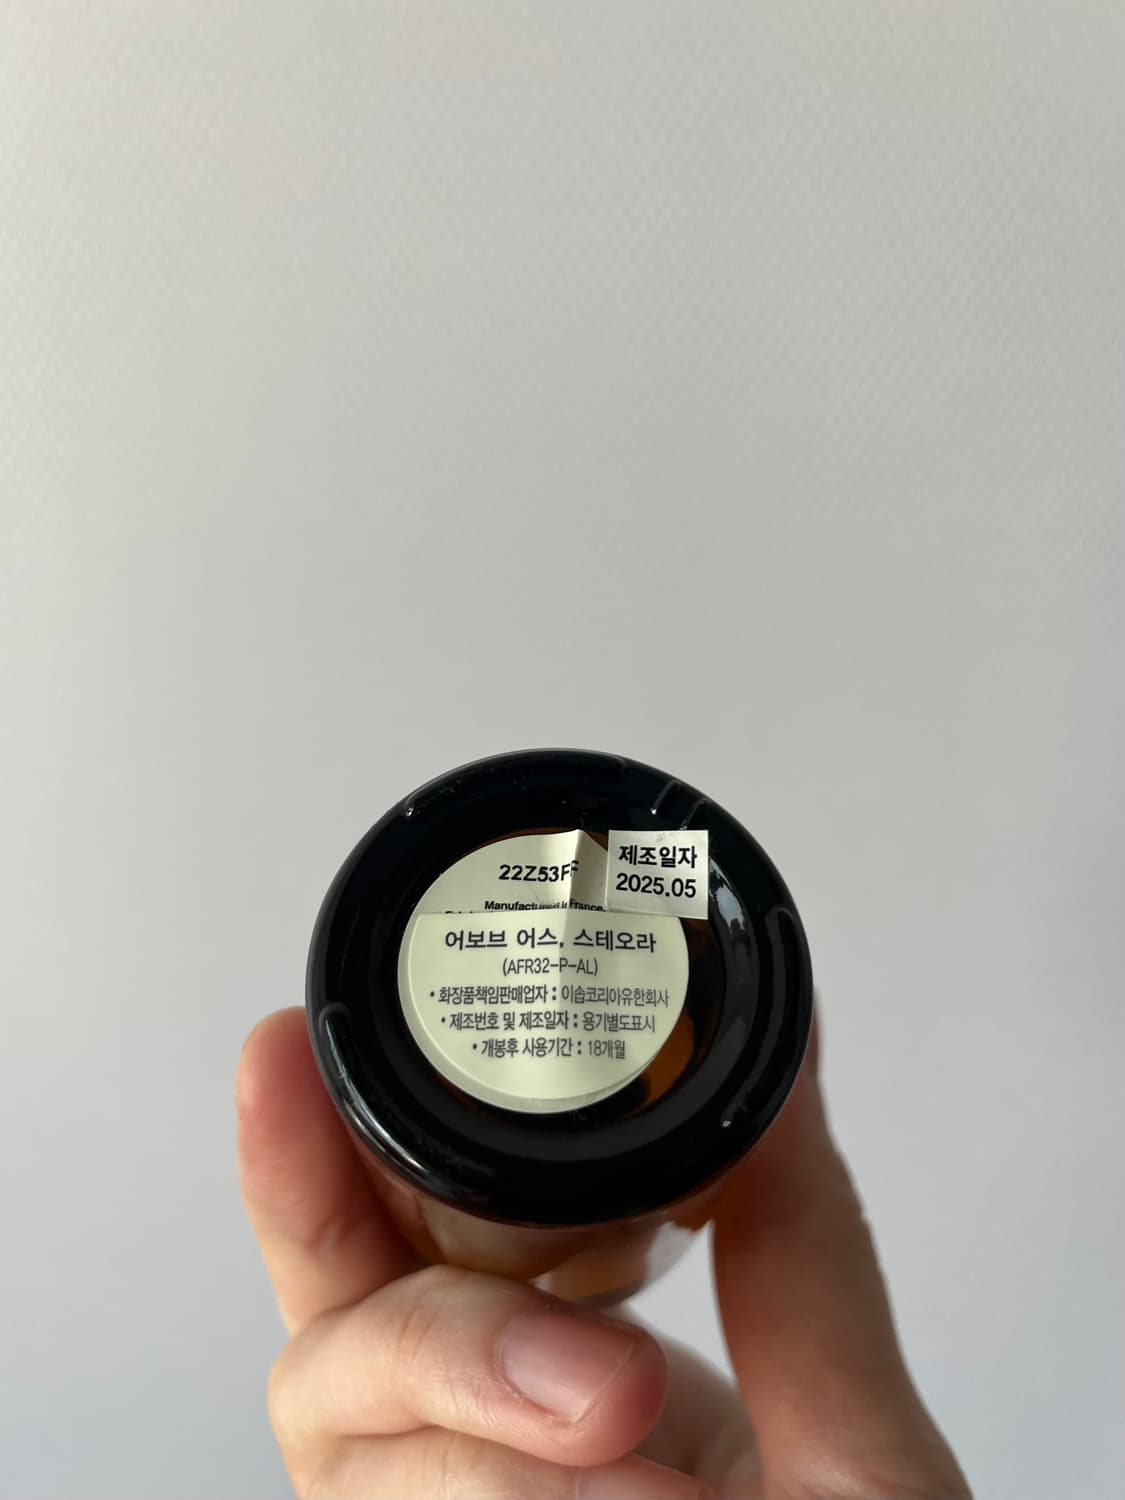 22Z53FF
제조일자
2025.05
Manufactured in France.
어보브 어스, 스테오라
(AFR32-P-AL)
• 화장품책임판매업자 : 이솝코리아유한회사
• 제조번호 및 제조일자 : 용기별도표시
• 개봉후 사용기간 : 18개월